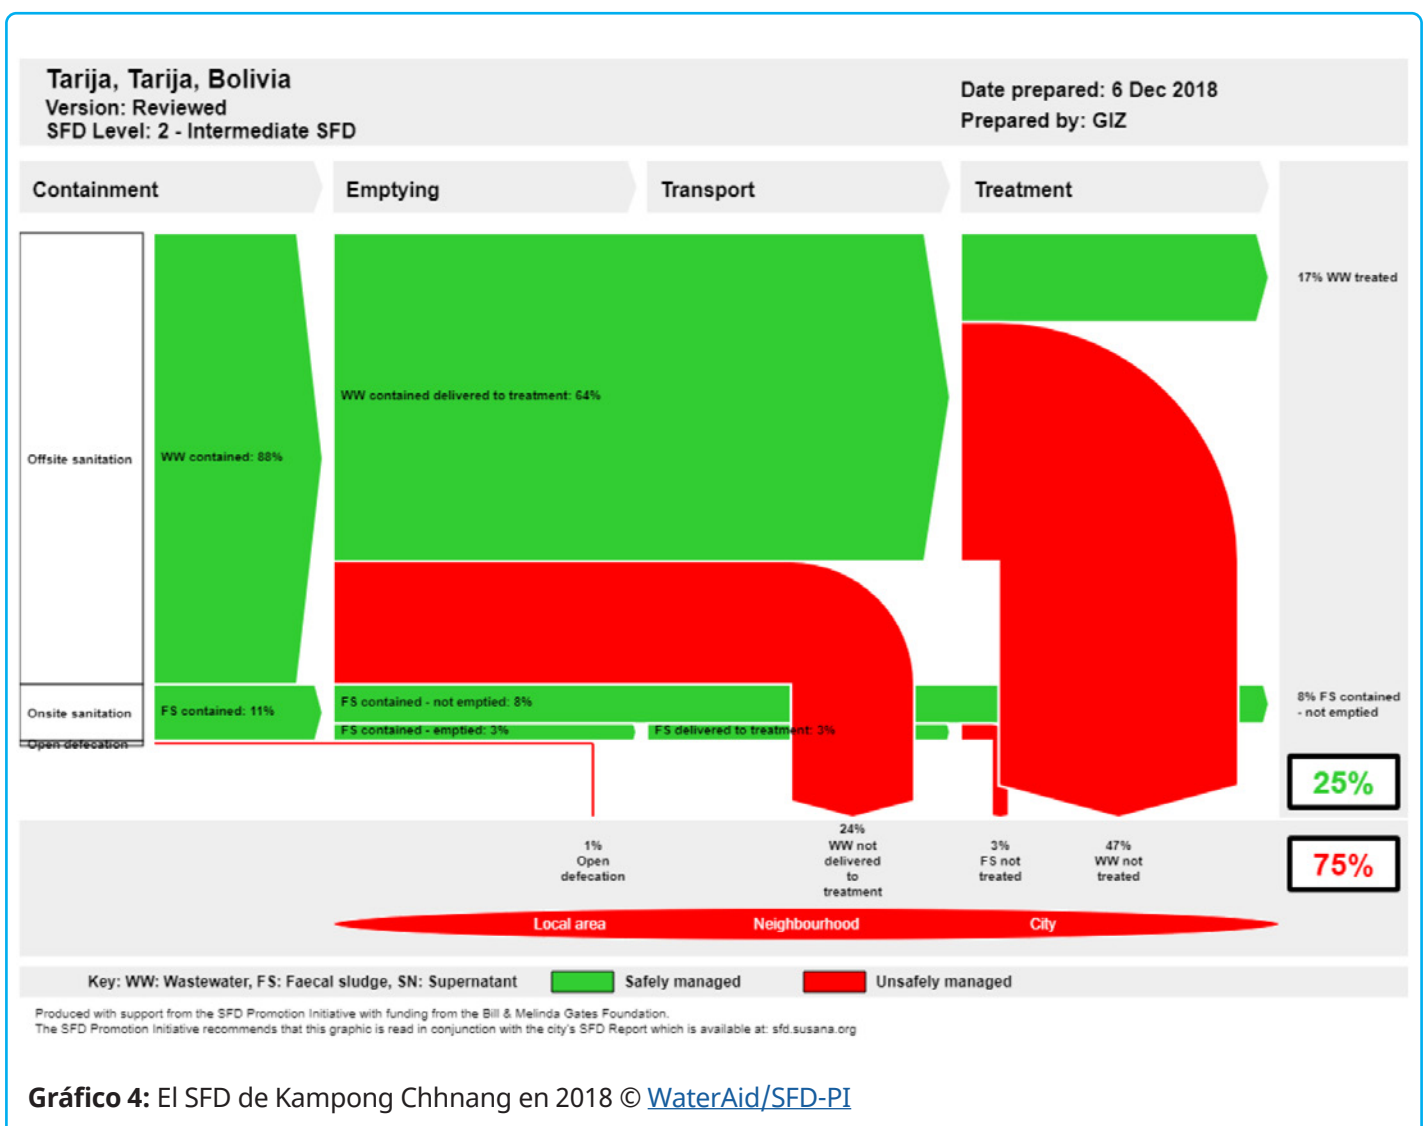 Tarija, Tarija, Bolivia
Version: Reviewed
SFD Level: 2 - Intermediate SFD
Date prepared: 6 Dec 2018
Prepared by: GIZ
Containment
Emptying
Transport
Treatment
17% WW treated
WW contained delivered to treatment: 64%
Offsite sanitation
WW contained: 88%
FS contained - not emptied: 8%
8% FS contained
- not emptied
Onsite sanitation
FS contained: 11%
FS contained - emptied: 3%
FS delivered to treatment: 3%
Open defecation
25%
1%
Open
defecation
24%
WW not
delivered
to
treatment
3%
FS not
treated
47%
WW not
treated
75%
Local area
Neighbourhood
City
Key: WW: Wastewater, FS: Faecal sludge, SN: Supernatant
Safely managed
Unsafely managed
Produced with support from the SFD Promotion Initiative with funding from the Bill & Melinda Gates Foundation.
The SFD Promotion Initiative recommends that this graphic is read in conjunction with the city's SFD Report which is available at: sfd.susana.org
Gráfico 4: El SFD de Kampong Chhnang en 2018 © WaterAid/SFD-PI